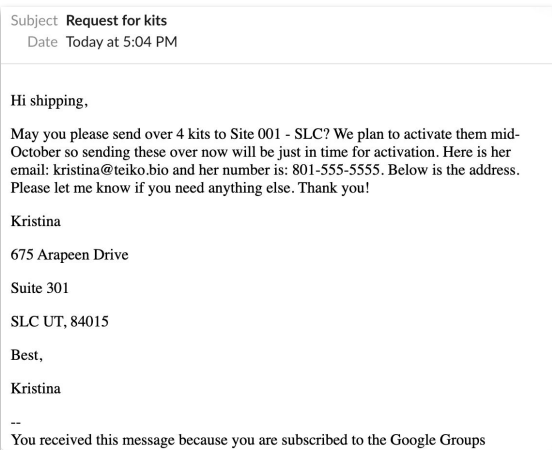 Subject Request for kits
Date Today at 5:04 PM
Hi shipping,
May you please send over 4 kits to Site 001 - SLC? We plan to activate them mid-
October so sending these over now will be just in time for activation. Here is her
email: kristina@teiko.bio and her number is: 801-555-5555. Below is the address.
Please let me know if you need anything else. Thank you!
Kristina
675 Arapeen Drive
Suite 301
SLC UT, 84015
Best,
Kristina
--
You received this message because you are subscribed to the Google Groups